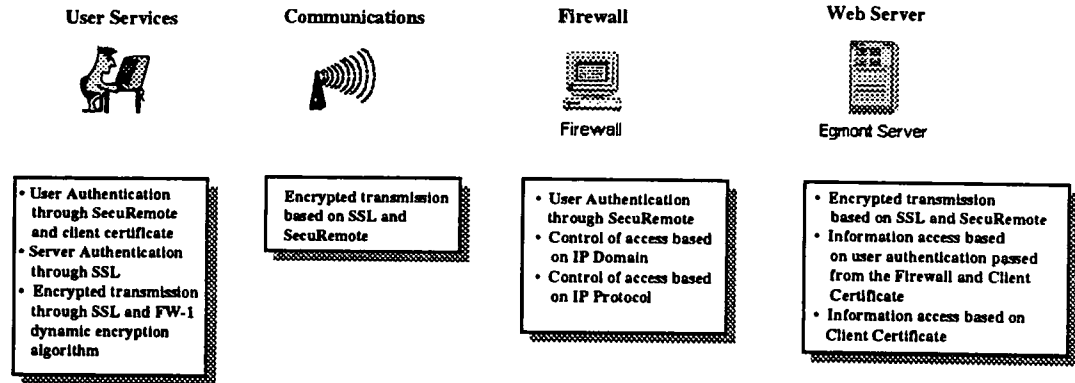 User Services
Communications
Firewall
Web Server
Firewall
Egmont Server
• User Authentication
through SecuRemote
and client certificate
• Server Authentication
through SSL
• Encrypted transmission
through SSL and FW-1
dynamic encryption
algorithm
Encrypted transmission
based on SSL and
SecuRemote
• User Authentication
through SecuRemote
• Control of access based
on IP Domain
• Control of access based
on IP Protocol
• Encrypted transmission
based on SSL and SecuRemote
• Information access based
on user authentication passed
from the Firewall and Client
Certificate
• Information access based on
Client Certificate